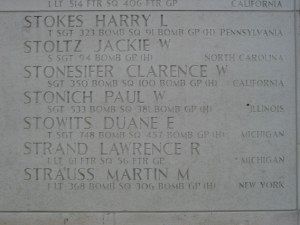 1 LT 514 FTR SQ 406 FTR GP CALIFORNIA
STOKES HARRY L
T SGT 323 BOMB SQ 91 BOMB GP (H) PENNSYLVANIA
STOLTZ JACKIE W
S SGT 94 BOMB GP (H) NORTH CAROLINA
STONESIFER CLARENCE W
SGT 350 BOMB SQ 100 BOMB GP (H) CALIFORNIA
STONICH PAUL W
SGT 533 BOMB SQ 381 BOMB GP (H) ILLINOIS
STOWITS DUANE E
T SGT 748 BOMB SQ 457 BOMB GP (H) MICHIGAN
STRAND LAWRENCE R
1 LT 61 FTR SQ 56 FTR GP MICHIGAN
STRAUSS MARTIN M
1 LT 368 BOMB SQ 306 BOMB GP (H) NEW YORK